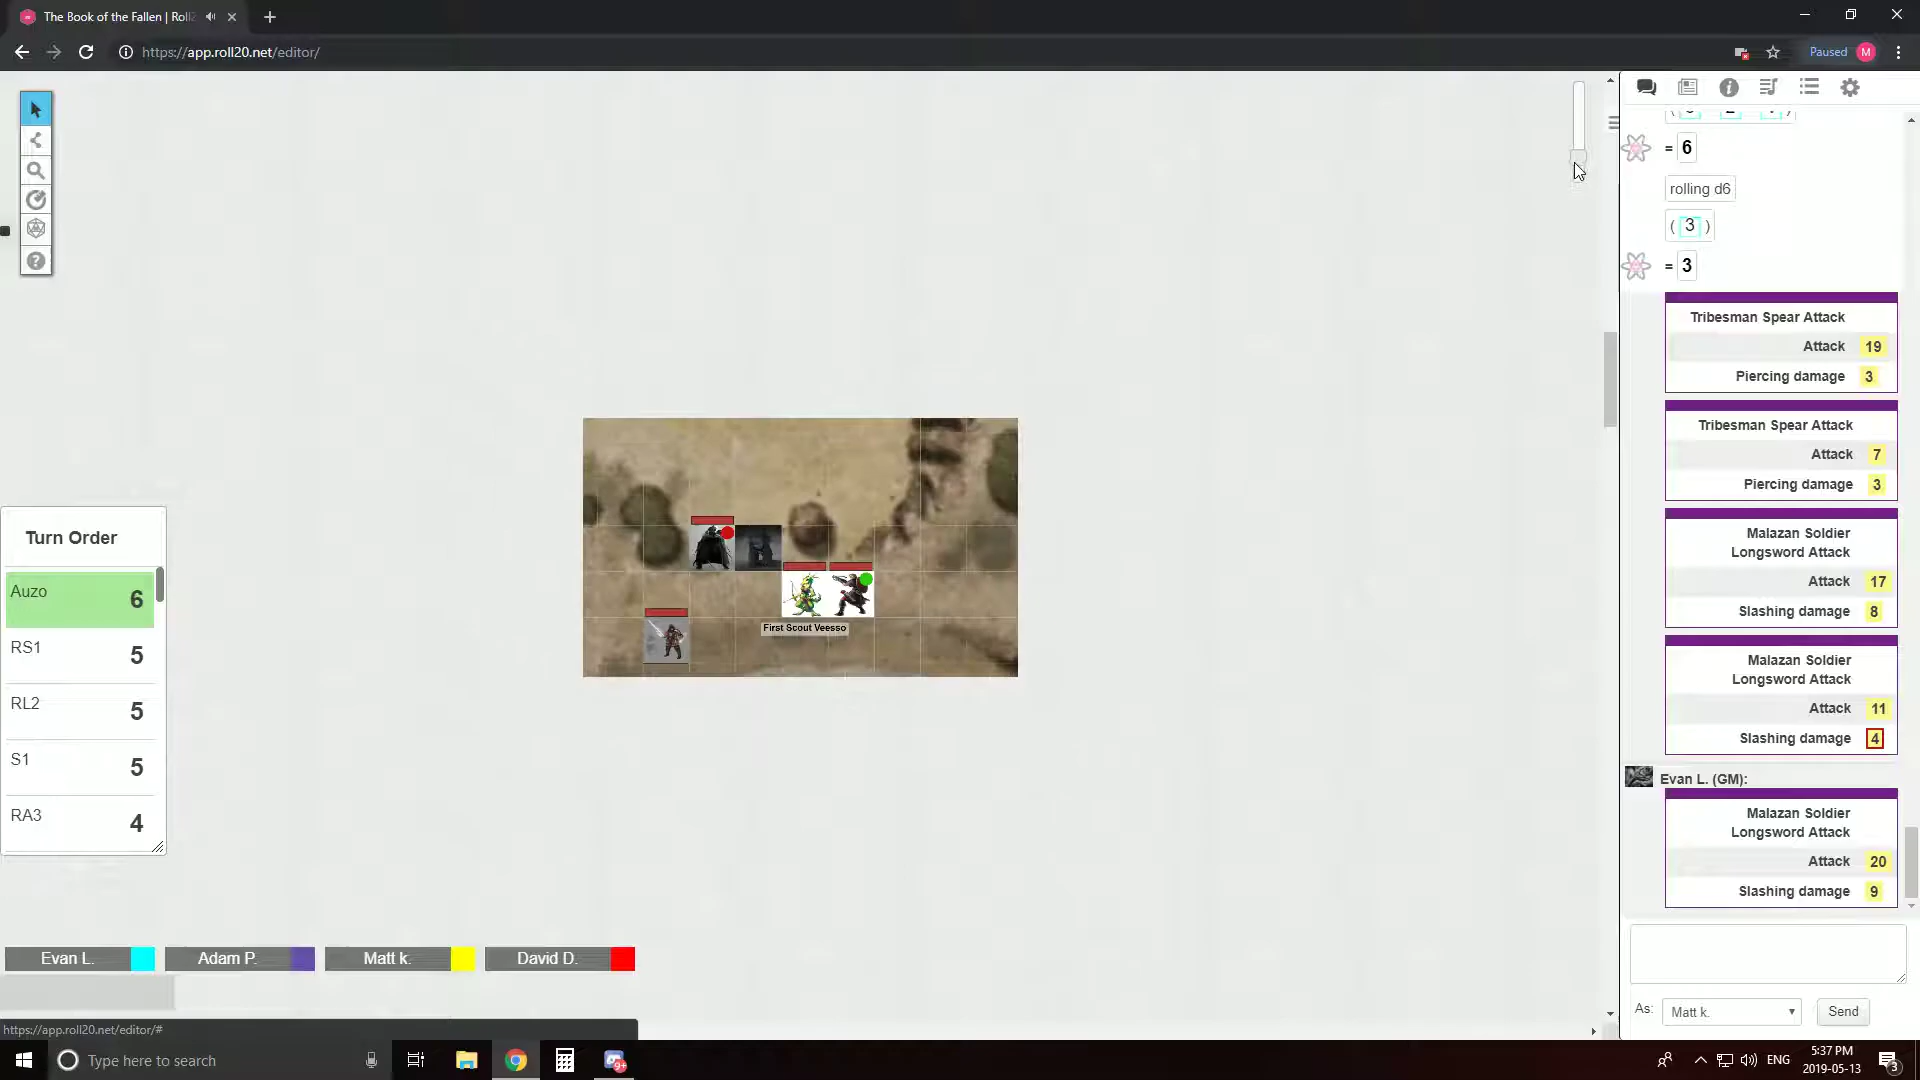 The Book of the Fallen | Roll2
https://app.roll20.net/editor/
Paused
M
= 6
rolling d6
( 3 )
= 3
Tribesman Spear Attack
Attack 19
Piercing damage 3
Tribesman Spear Attack
Attack 7
Piercing damage 3
Malazan Soldier
Longsword Attack
Attack 17
Slashing damage 8
Malazan Soldier
Longsword Attack
Attack 11
Slashing damage 4
Evan L. (GM):
Malazan Soldier
Longsword Attack
Attack 20
Slashing damage 9
As: Matt k.
Send
First Scout Veesso
Turn Order
Auzo 6
RS1 5
RL2 5
S1 5
RA3 4
Evan L.
Adam P.
Matt k.
David D.
https://app.roll20.net/editor/#
Type here to search
9+
ENG
5:37 PM
2019-05-13
3